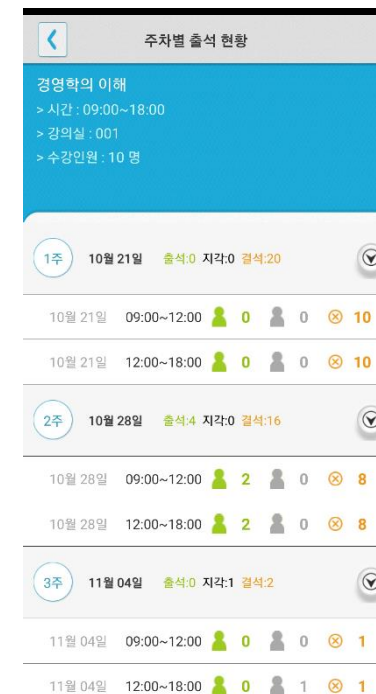 주차별 출석 현황
경영학의 이해
> 시간 : 09:00~18:00
> 강의실 : 001
> 수강인원 : 10 명
1주 10월 21일 출석:0 지각:0 결석:20
10월 21일 09:00~12:00 0 0 10
10월 21일 12:00~18:00 0 0 10
2주 10월 28일 출석:4 지각:0 결석:16
10월 28일 09:00~12:00 2 0 8
10월 28일 12:00~18:00 2 0 8
3주 11월 04일 출석:0 지각:1 결석:2
11월 04일 09:00~12:00 0 0 1
11월 04일 12:00~18:00 0 1 1